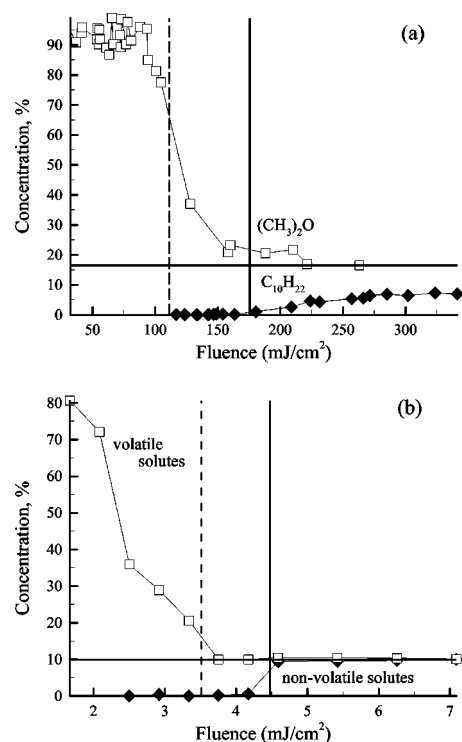 (a)
90
80
70
60
50
40
30
20
10
0
Concentration, %
(CH₃)₂O
C₁₀H₂₂
50 100 150 200 250 300
Fluence (mJ/cm²)
(b)
80
70
60
50
40
30
20
10
0
Concentration, %
volatile
solutes
non-volatile solutes
2 3 4 5 6 7
Fluence (mJ/cm²)